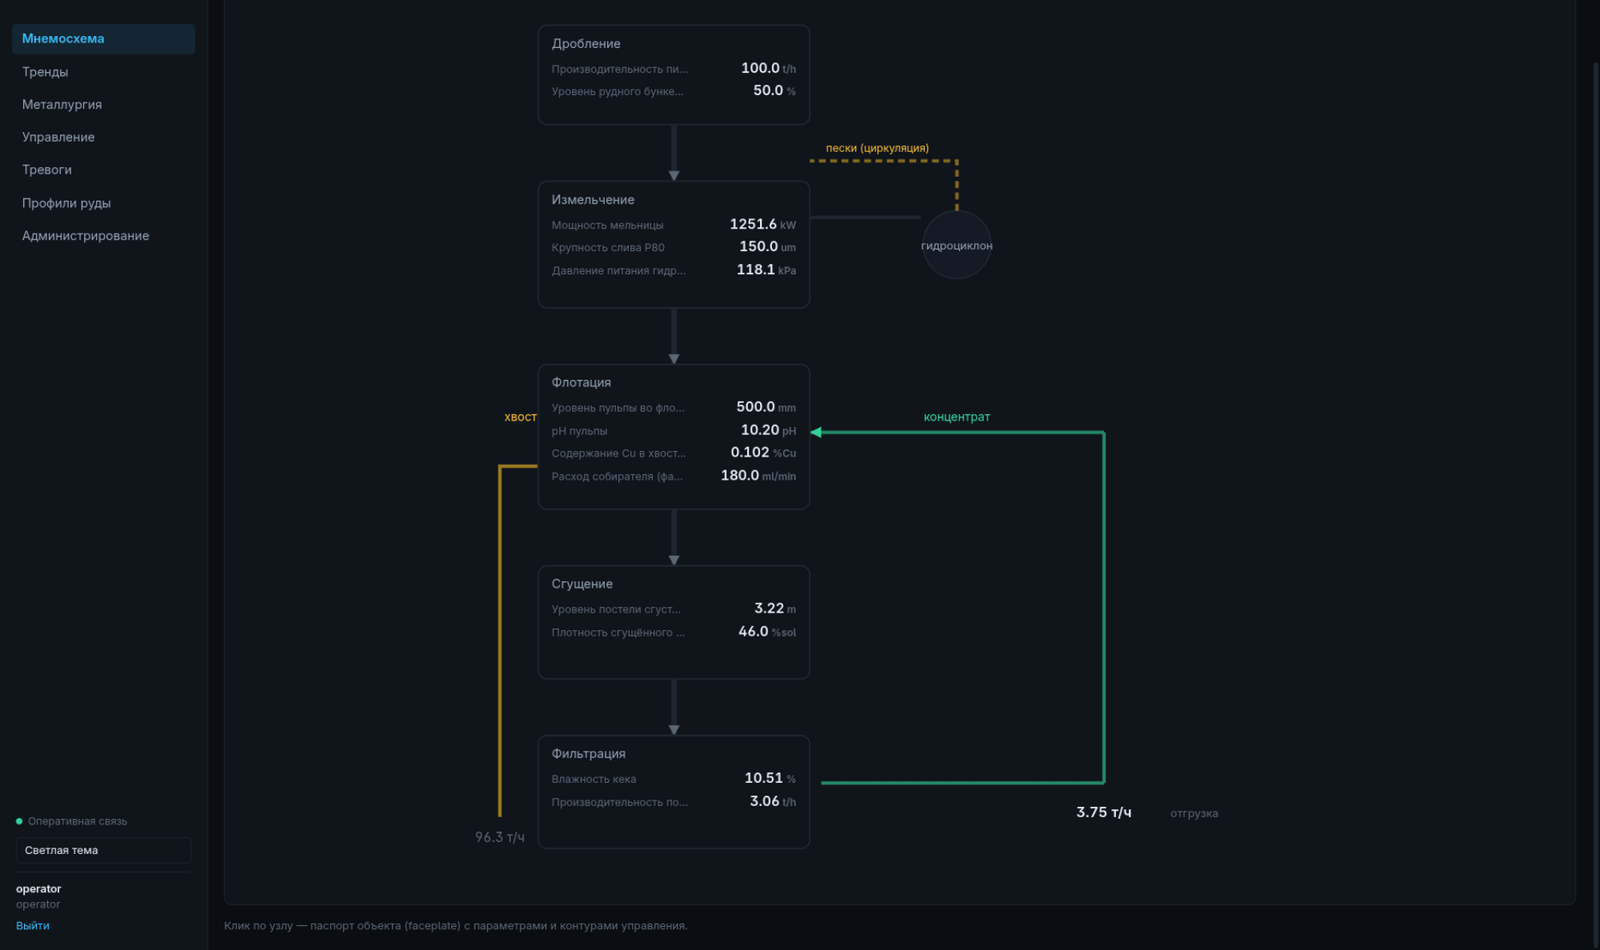 Мнемосхема
Тренды
Металлургия
Управление
Тревоги
Профили руды
Администрирование
Оперативная связь
Светлая тема
operator
operator
Выйти
Дробление
Производительность пи... 100.0 t/h
Уровень рудного бунке... 50.0 %
пески (циркуляция)
Измельчение
Мощность мельницы 1251.6 kW
Крупность слива P80 150.0 um
Давление питания гидр... 118.1 kPa
гидроциклон
Флотация
Уровень пульпы во фло... 500.0 mm
pH пульпы 10.20 pH
Содержание Cu в хвост... 0.102 %Cu
Расход собирателя (фа... 180.0 ml/min
хвост
концентрат
Сгущение
Уровень постели сгуст... 3.22 m
Плотность сгущённого ... 46.0 %sol
Фильтрация
Влажность кека 10.51 %
Производительность по... 3.06 t/h
96.3 т/ч
3.75 т/ч отгрузка
Клик по узлу — паспорт объекта (faceplate) с параметрами и контурами управления.